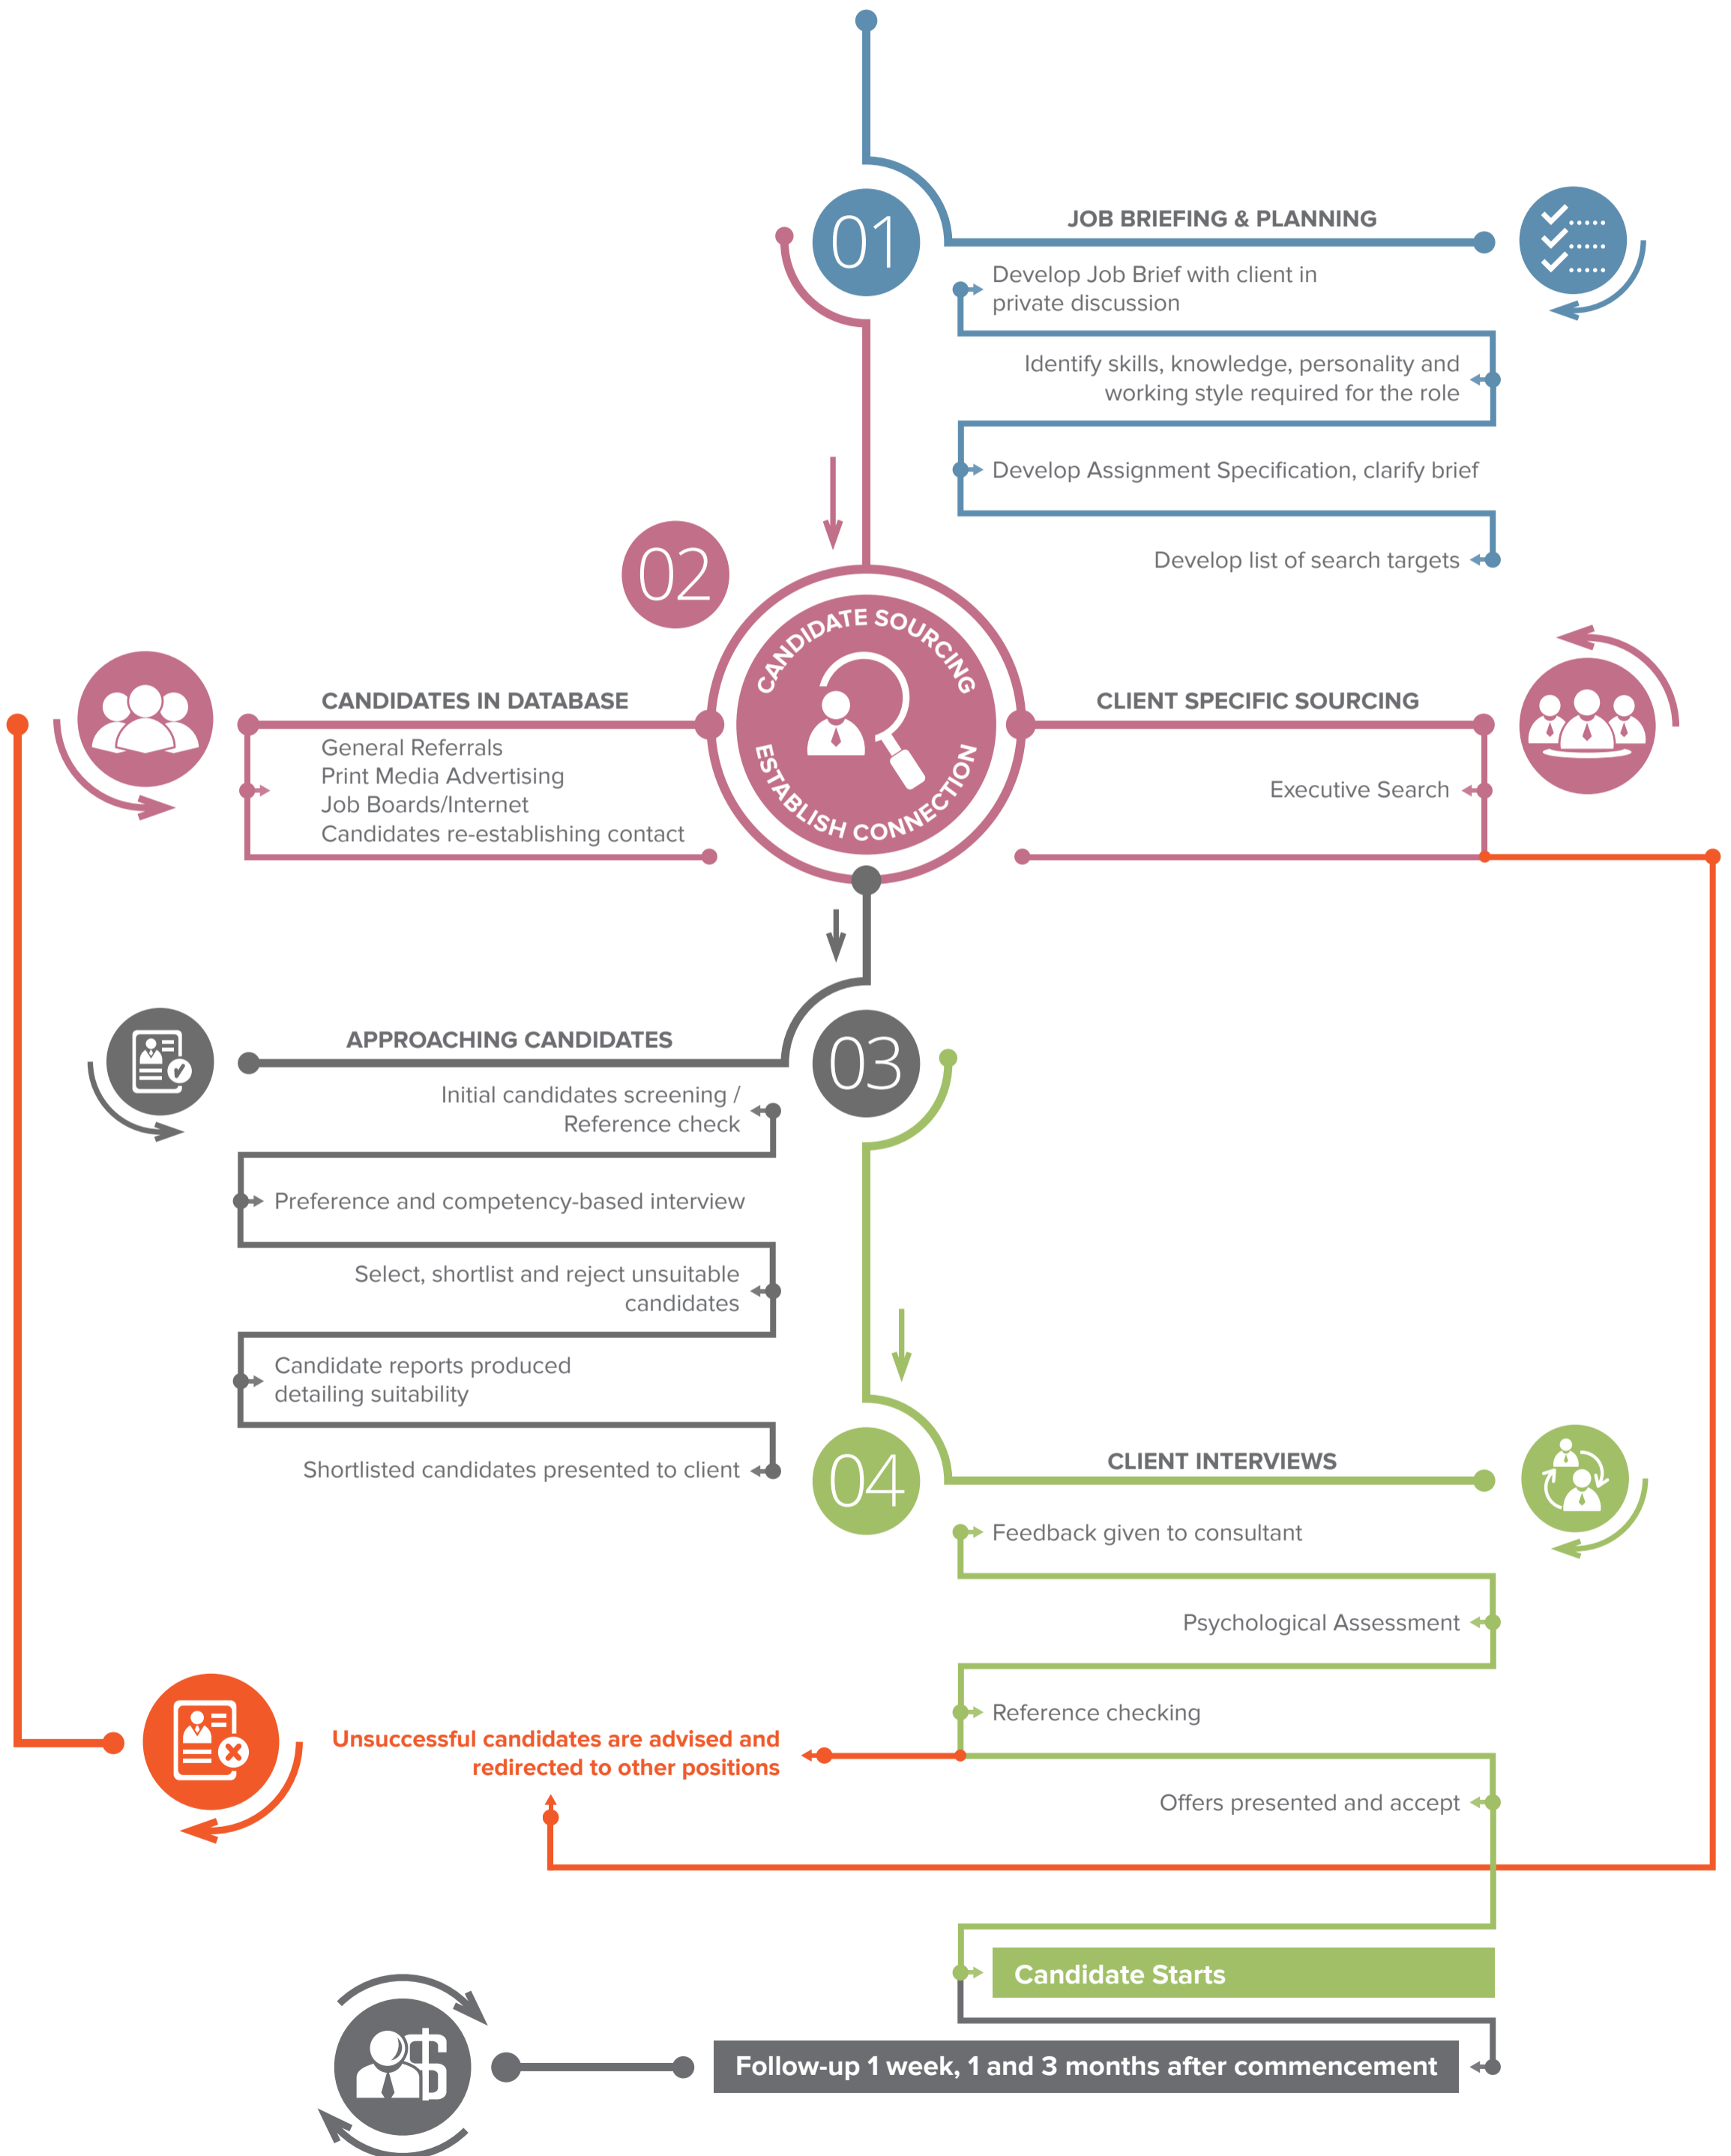 01
JOB BRIEFING & PLANNING
Develop Job Brief with client in
private discussion
Identify skills, knowledge, personality and
working style required for the role
Develop Assignment Specification, clarify brief
Develop list of search targets
02
CANDIDATE SOURCING
ESTABLISH CONNECTION
CANDIDATES IN DATABASE
General Referrals
Print Media Advertising
Job Boards/Internet
Candidates re-establishing contact
CLIENT SPECIFIC SOURCING
Executive Search
03
APPROACHING CANDIDATES
Initial candidates screening /
Reference check
Preference and competency-based interview
Select, shortlist and reject unsuitable
candidates
Candidate reports produced
detailing suitability
Shortlisted candidates presented to client
04
CLIENT INTERVIEWS
Feedback given to consultant
Psychological Assessment
Reference checking
Unsuccessful candidates are advised and
redirected to other positions
Offers presented and accept
Candidate Starts
$
Follow-up 1 week, 1 and 3 months after commencement